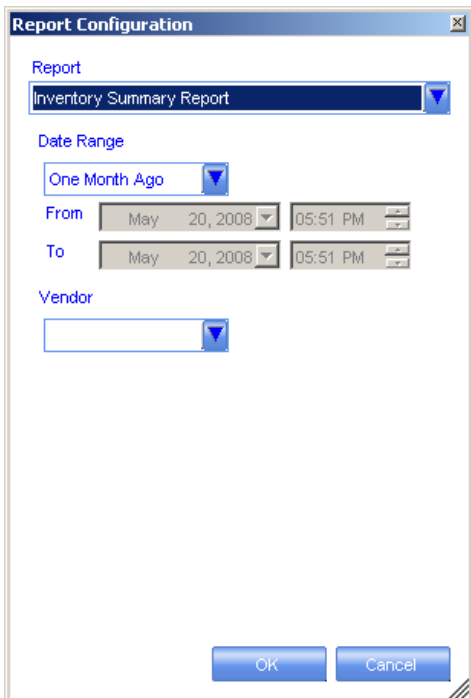 Report Configuration
Report
Inventory Summary Report
Date Range
One Month Ago
From May 20, 2008 05:51 PM
To May 20, 2008 05:51 PM
Vendor
OK Cancel